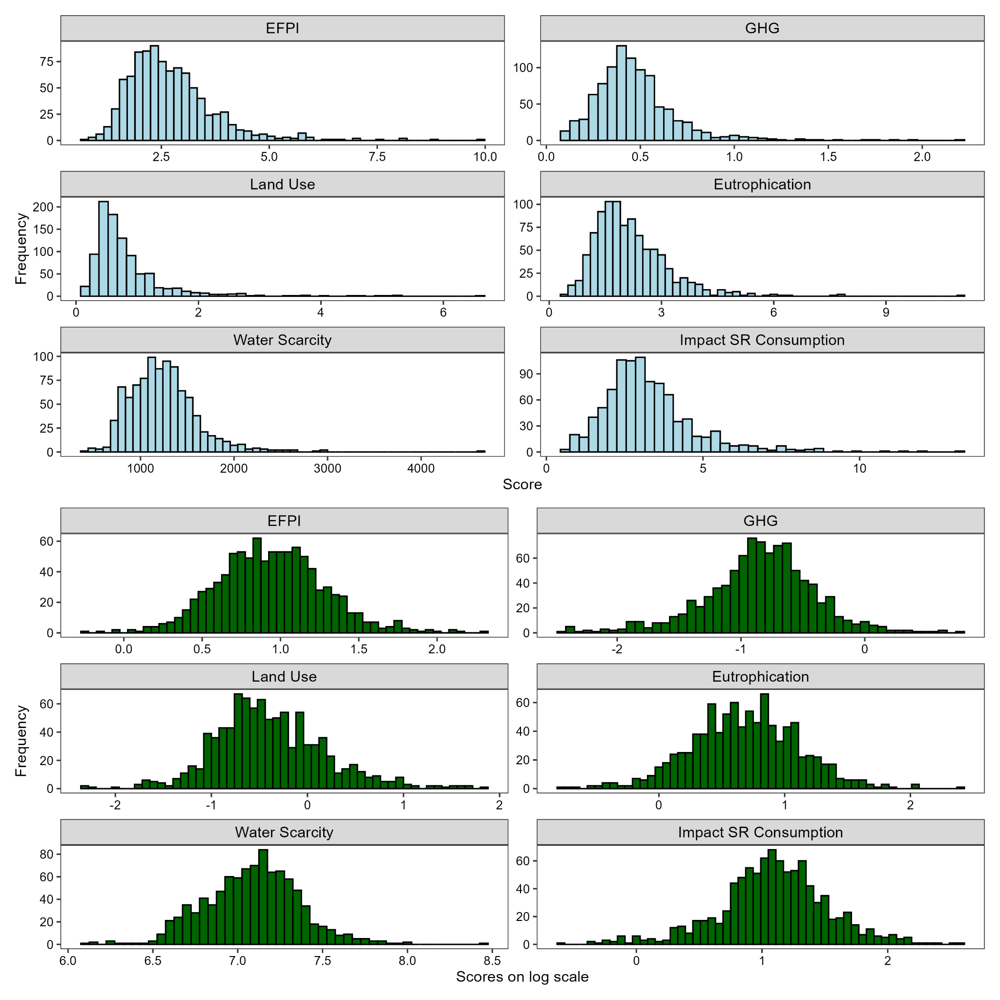 EFPI
GHG
75
50
25
0
2.5 5.0 7.5 10.0
100
50
0
0.0 0.5 1.0 1.5 2.0
Land Use
Eutrophication
200
150
100
50
0
0 2 4 6
100
75
50
25
0
0 3 6 9
Water Scarcity
Impact SR Consumption
100
75
50
25
0
1000 2000 3000 4000
90
60
30
0
0 5 10
Frequency
Score
EFPI
GHG
60
40
20
0
0.0 0.5 1.0 1.5 2.0
60
40
20
0
-2 -1 0
Land Use
Eutrophication
60
40
20
0
-2 -1 0 1 2
60
40
20
0
0 1 2
Water Scarcity
Impact SR Consumption
80
60
40
20
0
6.0 6.5 7.0 7.5 8.0 8.5
60
40
20
0
0 1 2
Frequency
Scores on log scale